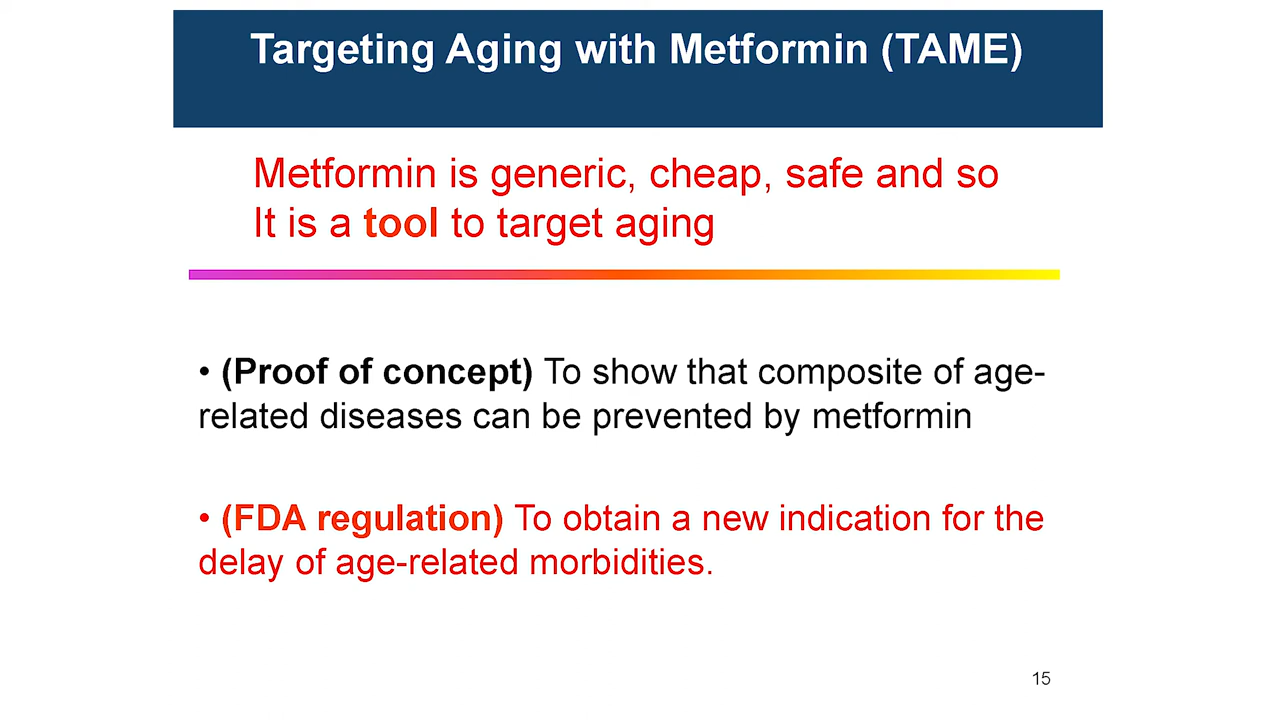 Targeting Aging with Metformin (TAME)
Metformin is generic, cheap, safe and so
It is a tool to target aging
• (Proof of concept) To show that composite of age-
related diseases can be prevented by metformin
• (FDA regulation) To obtain a new indication for the
delay of age-related morbidities.
15